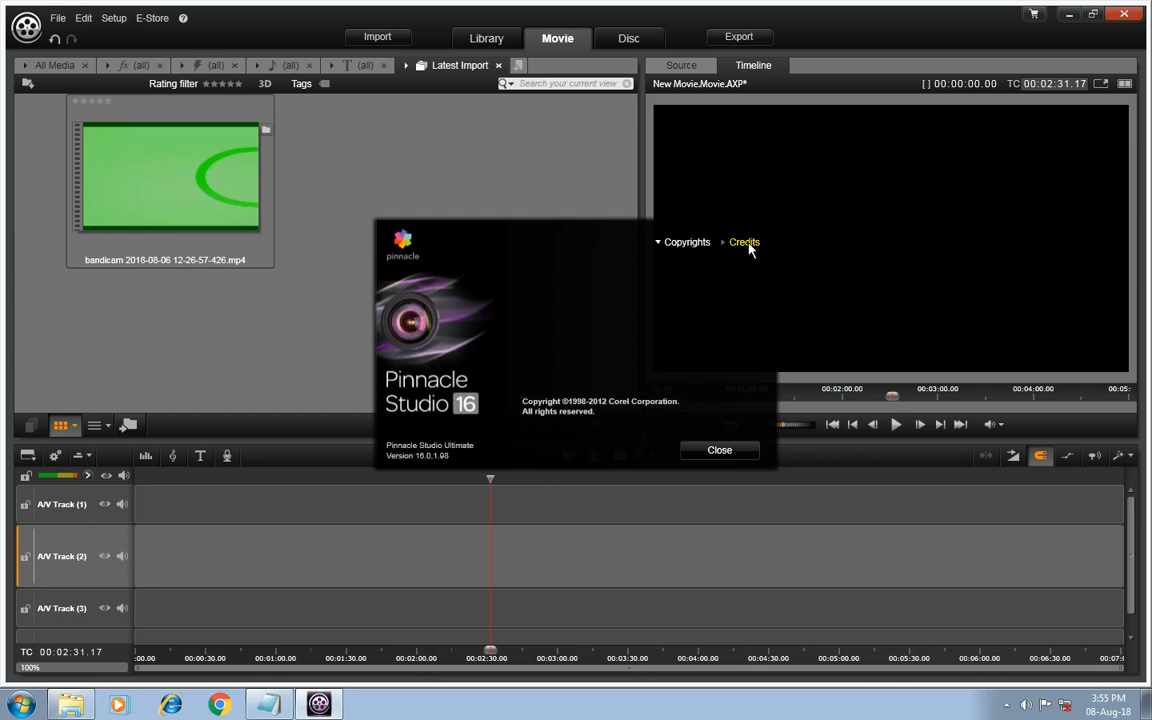 File Edit Setup E-Store ?
Import Library Movie Disc Export
All Media × fx (all) × (all) × (all) × T (all) × Latest Import × Source Timeline
Rating filter 3D Tags Search your current view New Movie.Movie.AXP* [ ] 00:00:00.00 TC 00:02:31.17
bandicam 2018-08-06 12-26-57-426.mp4
pinnacle
Copyrights Credits
Pinnacle
Studio 16
Copyright ©1998-2012 Corel Corporation.
All rights reserved.
Pinnacle Studio Ultimate
Version 16.0.1.98
Close
00:02:00.00 00:03:00.00 00:04:00.00 00:05:
A/V Track (1)
A/V Track (2)
A/V Track (3)
TC 00:02:31.17
:00.00 00:00:30.00 00:01:00.00 00:01:30.00 00:02:00.00 00:02:30.00 00:03:00.00 00:03:30.00 00:04:00.00 00:04:30.00 00:05:00.00 00:05:30.00 00:06:00.00 00:06:30.00 00:07:0
100%
3:55 PM
08-Aug-18